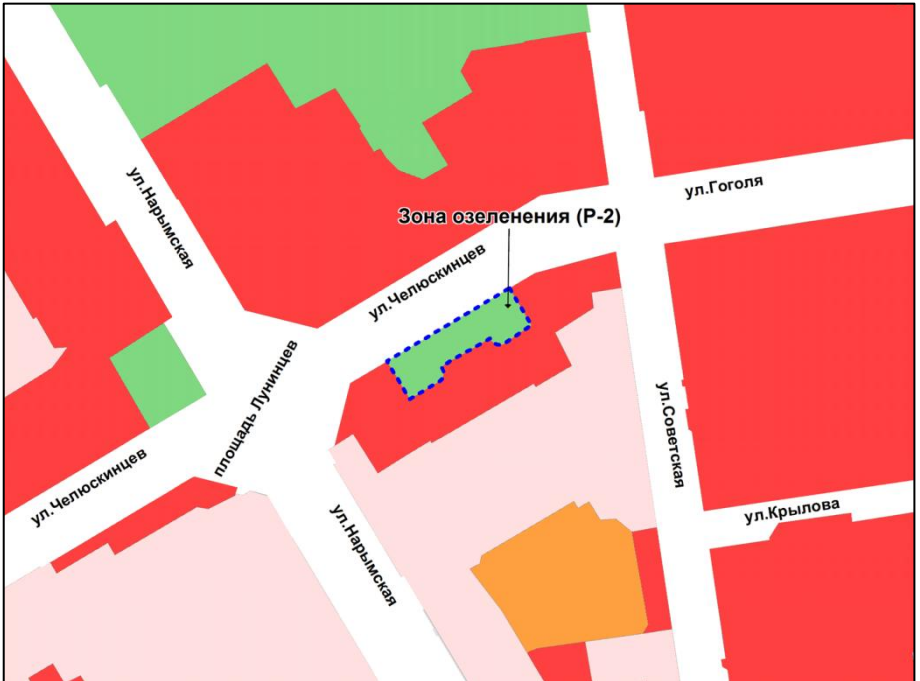 ул.Гоголя
ул.Нарымская
Зона озеленения (Р-2)
ул.Челюскинцев
площадь Лунинцев
ул.Советская
ул.Челюскинцев
ул.Крылова
ул.Нарымская